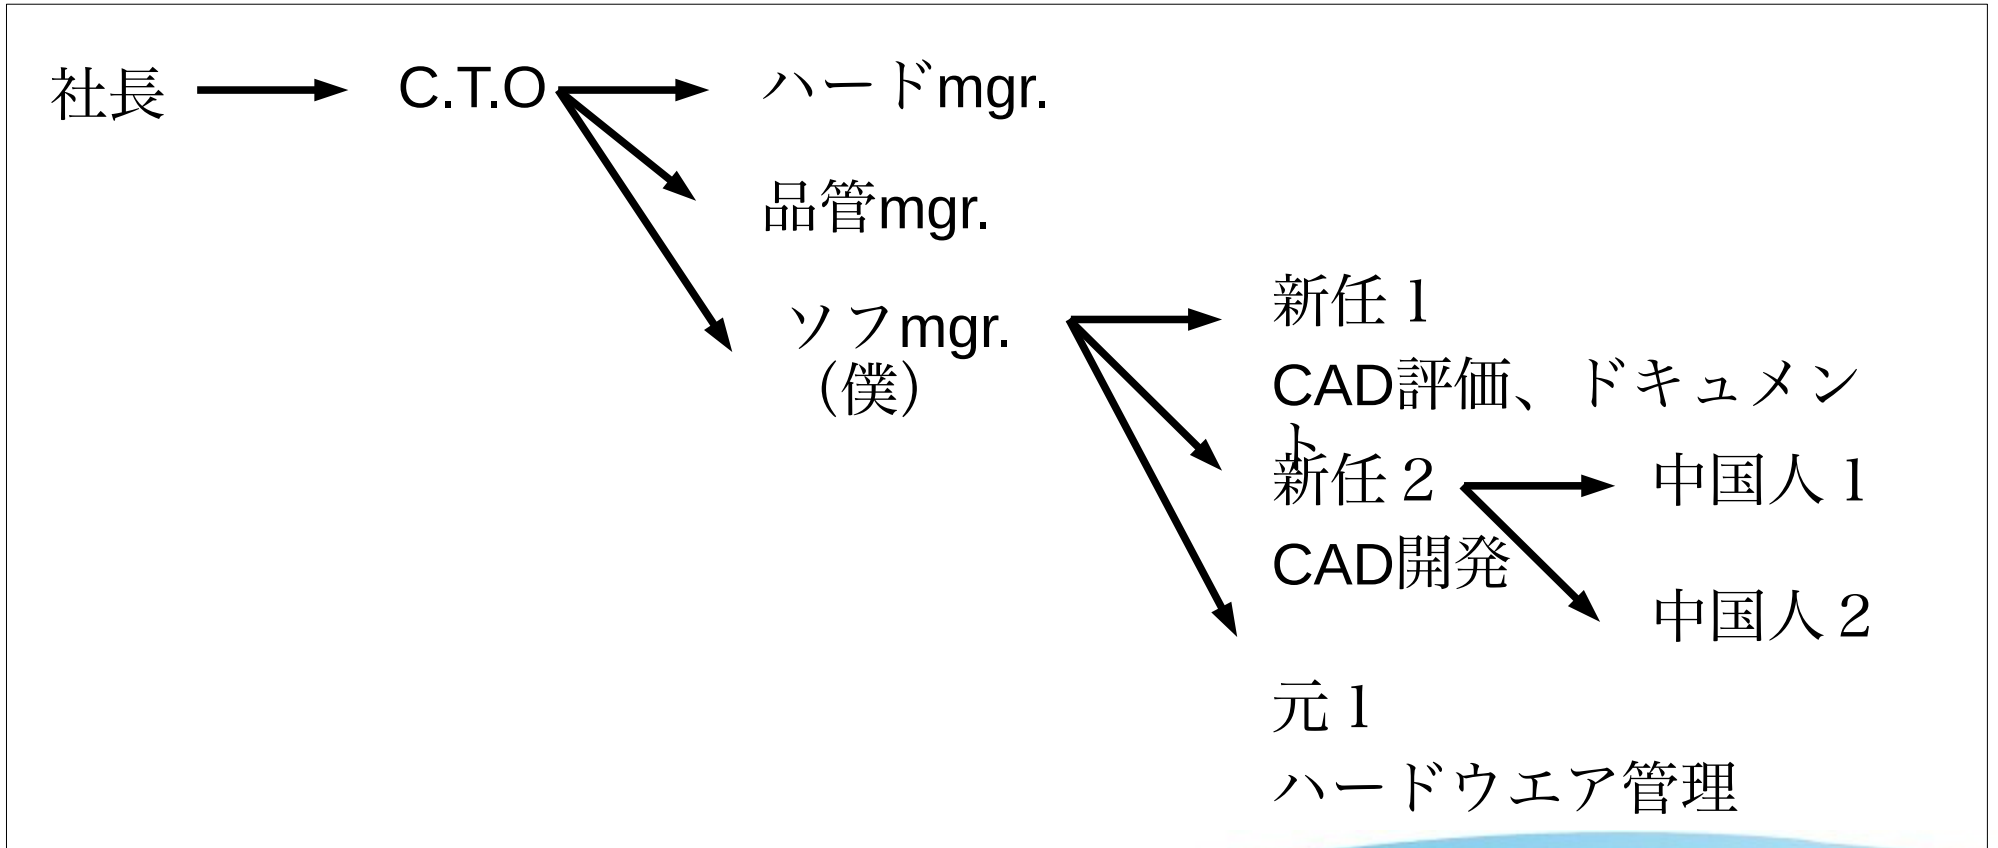 社長
C.T.O
ハードmgr.
品管mgr.
ソフmgr.
（僕）
新任１
CAD評価、ドキュメン
ト
新任２
CAD開発
中国人１
中国人２
元１
ハードウエア管理